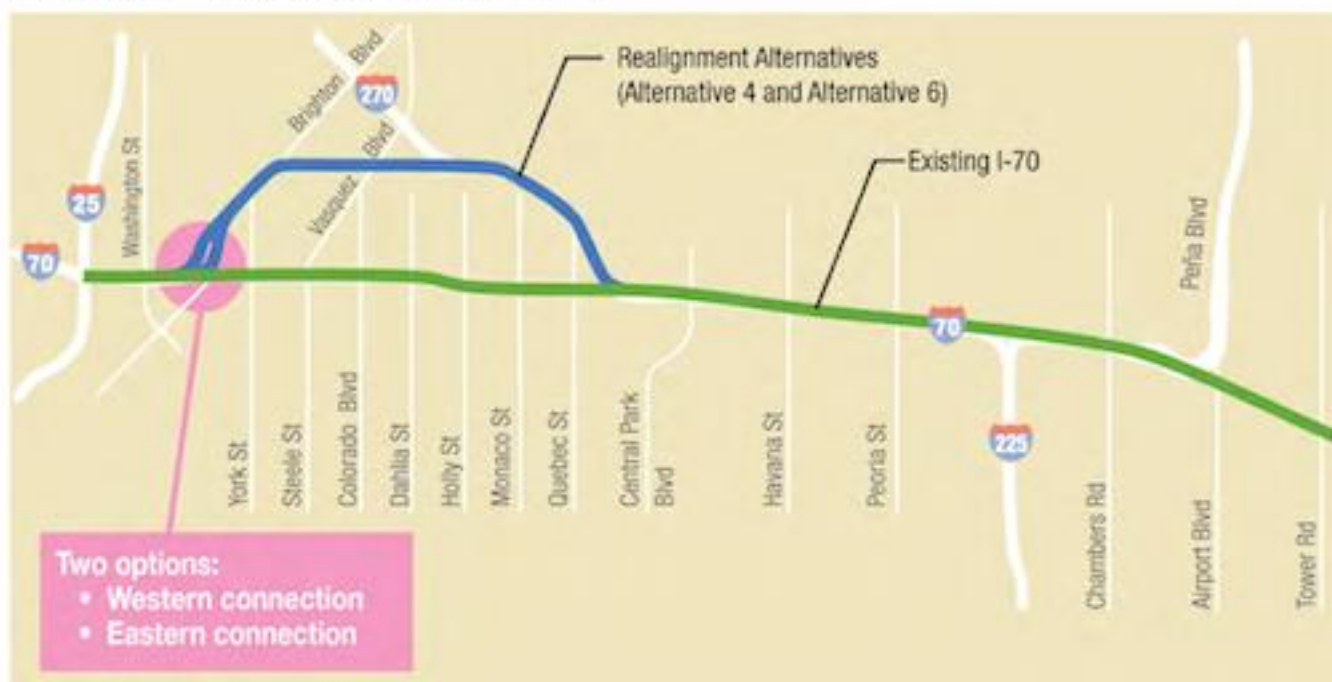 Realignment Alternatives
(Alternative 4 and Alternative 6)
Existing I-70
Brighton Blvd
270
Vasquez Blvd
Washington St
25
70
Peña Blvd
70
225
York St
Steele St
Colorado Blvd
Dahlia St
Holly St
Monaco St
Quebec St
Central Park
Blvd
Havana St
Peoria St
Chambers Rd
Airport Blvd
Tower Rd
Two options:
• Western connection
• Eastern connection